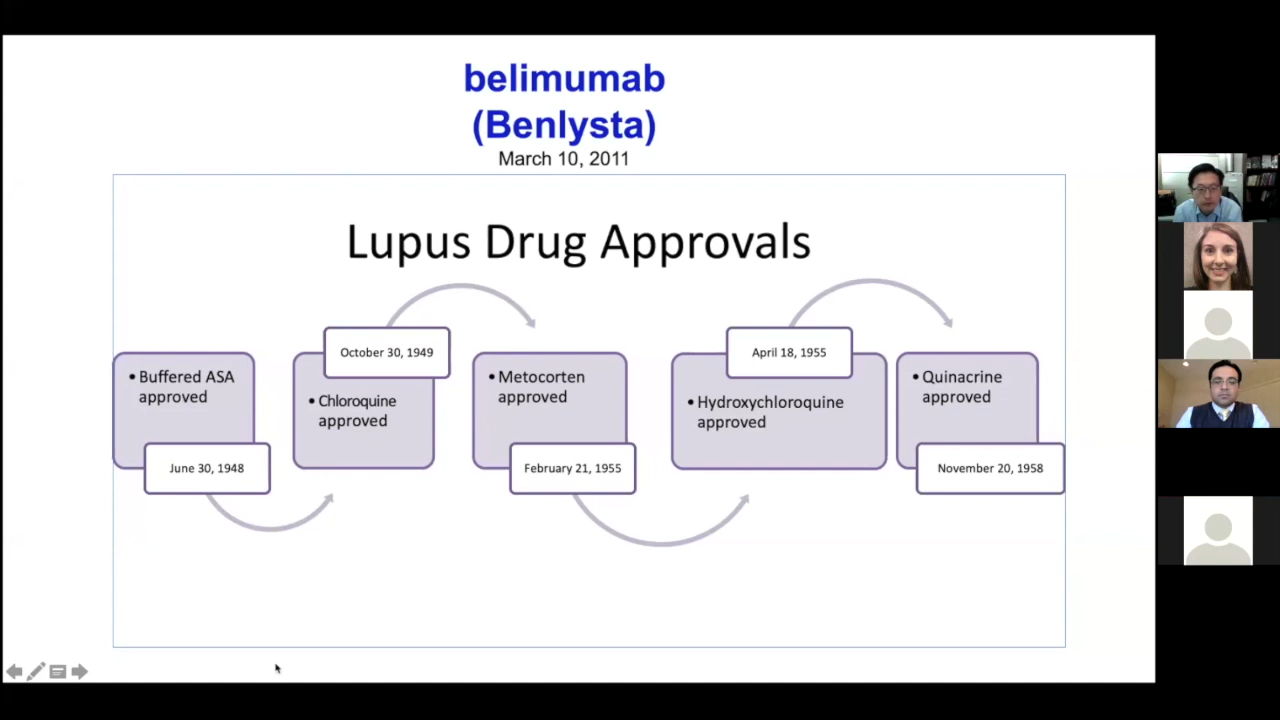 belimumab
(Benlysta)
March 10, 2011
Lupus Drug Approvals
• Buffered ASA
approved
June 30, 1948
October 30, 1949
• Chloroquine
approved
• Metocorten
approved
February 21, 1955
April 18, 1955
• Hydroxychloroquine
approved
• Quinacrine
approved
November 20, 1958